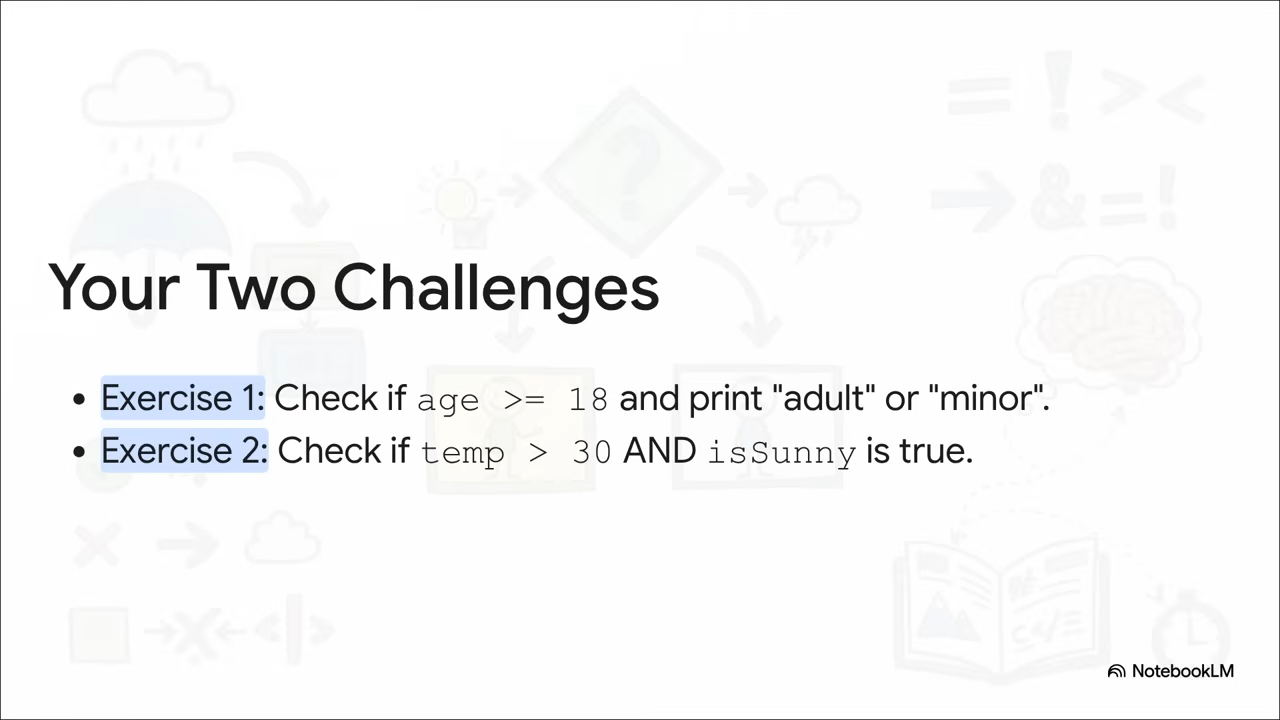 Your Two Challenges
• Exercise 1: Check if age >= 18 and print "adult" or "minor".
• Exercise 2: Check if temp > 30 AND isSunny is true.
NotebookLM